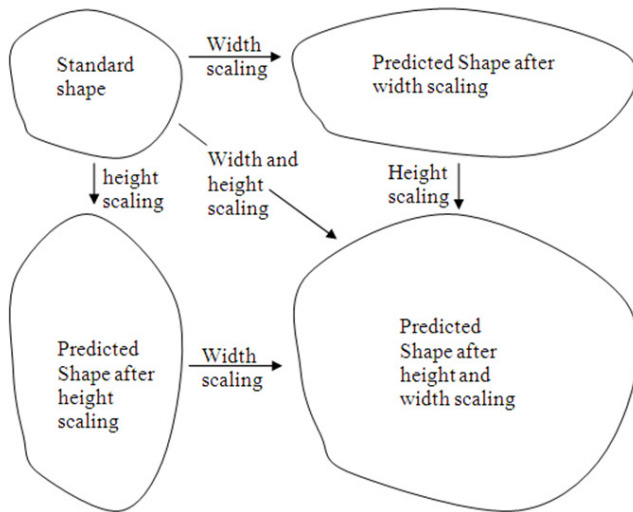 Standard
shape
Width
scaling
Predicted Shape after
width scaling
height
scaling
Width and
height
scaling
Height
scaling
Predicted
Shape after
height
scaling
Width
scaling
Predicted
Shape after
height and
width scaling